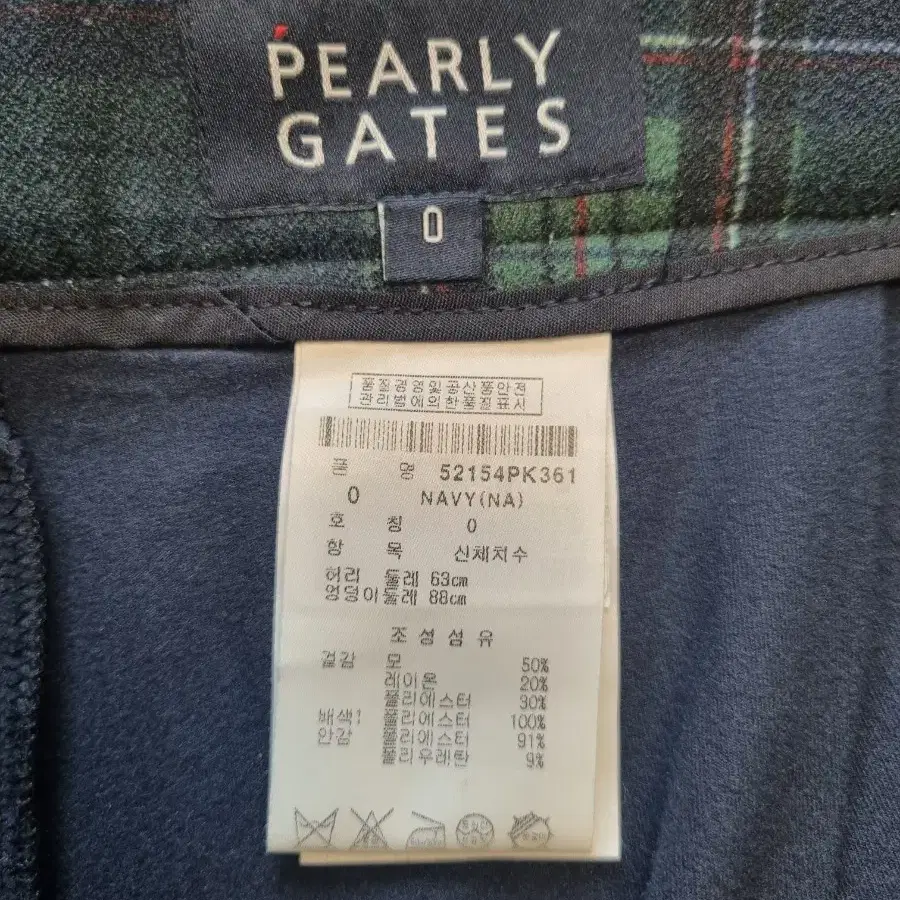 PEARLY
GATES
0
품질경영및공산품안전
관리법에의한품질표시
품 명 52154PK361
0 NAVY(NA)
호 칭 0
항 목 신체치수
허리 둘레 63cm
엉덩이둘레 88cm
조 성 섬 유
겉감 모 50%
레이온 20%
폴리에스터 30%
배색1 폴리에스터 100%
안감 폴리에스터 91%
폴리우레탄 9%